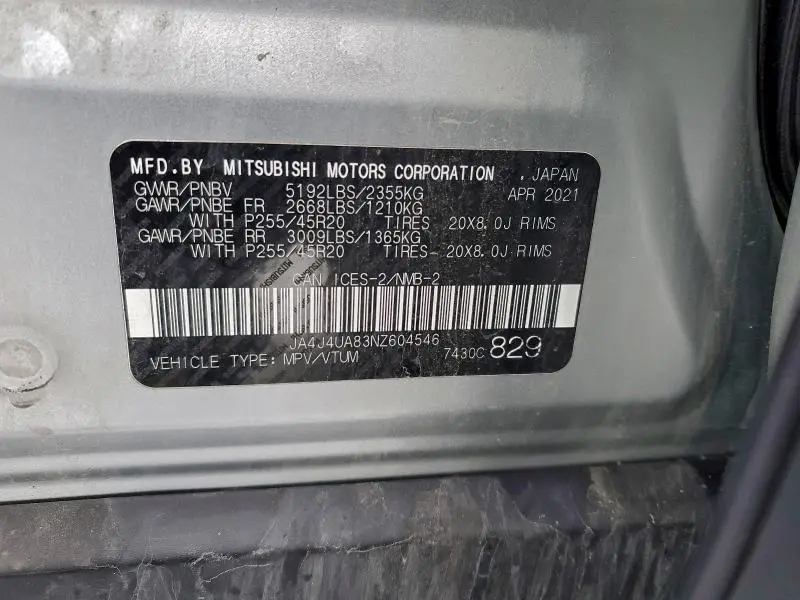 MFD.BY MITSUBISHI MOTORS CORPORATION , JAPAN
GVWR/PNBV 5192LBS/2355KG APR 2021
GAWR/PNBE FR 2668LBS/1210KG
WITH P255/45R20 TIRES 20X8.0J RIMS
GAWR/PNBE RR 3009LBS/1365KG
WITH P255/45R20 TIRES 20X8.0J RIMS
CAN ICES-2/NMB-2
JA4J4UA83NZ604546
VEHICLE TYPE: MPV/VTUM 7430C 829